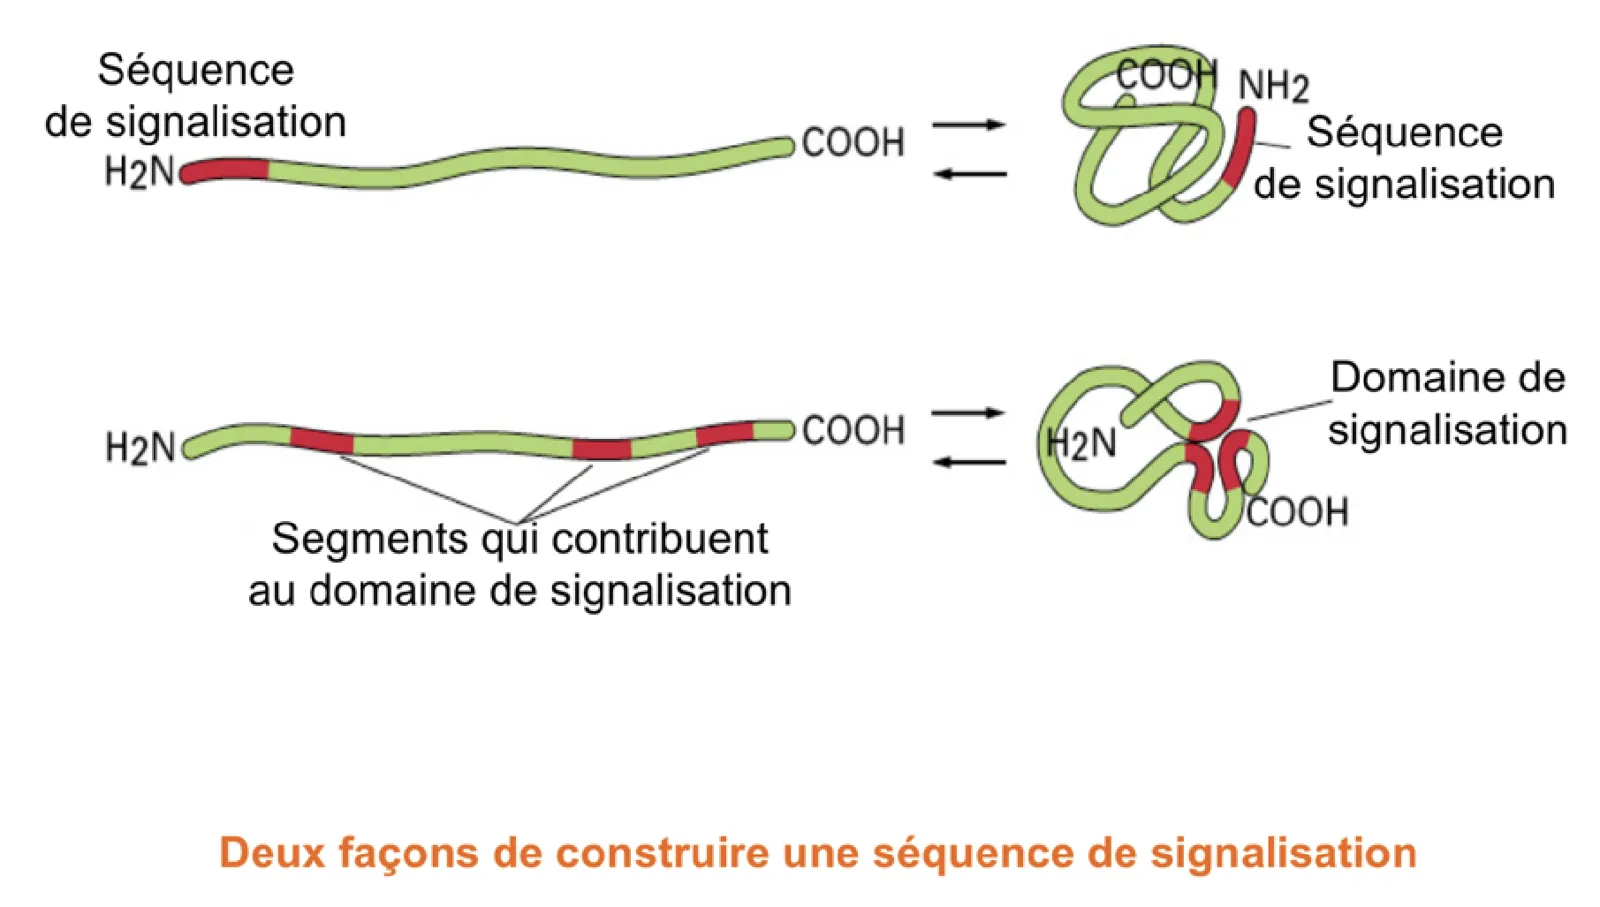 Séquence
de signalisation
H2N
COOH
COOH
NH2
Séquence
de signalisation
H2N
COOH
Segments qui contribuent
au domaine de signalisation
H2N
COOH
Domaine de
signalisation
Deux façons de construire une séquence de signalisation